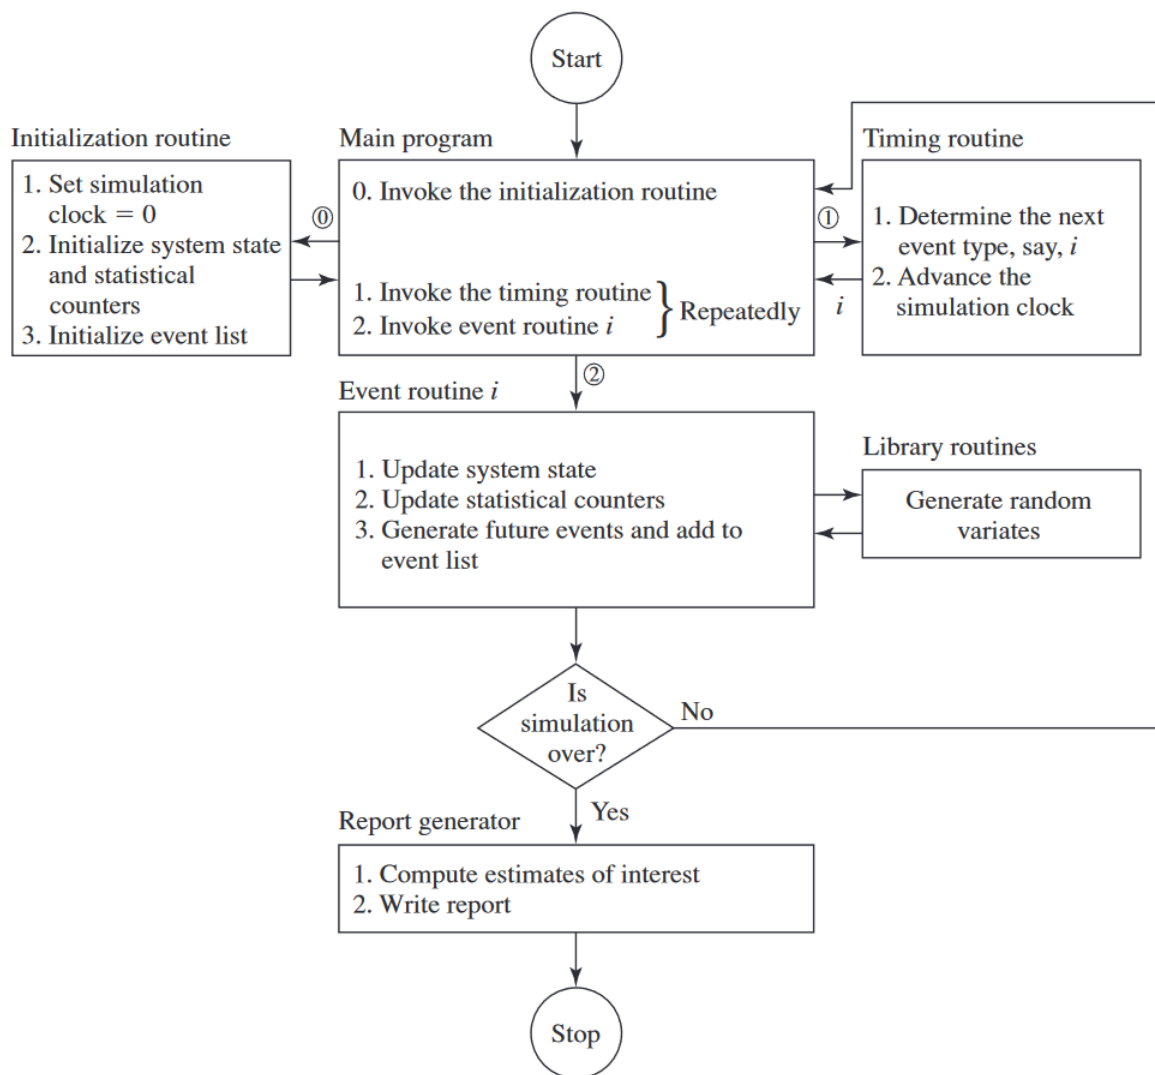 Start
Initialization routine
1. Set simulation
clock = 0
2. Initialize system state
and statistical
counters
3. Initialize event list
⓪
Main program
0. Invoke the initialization routine
1. Invoke the timing routine
2. Invoke event routine i
Repeatedly
①
i
Timing routine
1. Determine the next
event type, say, i
2. Advance the
simulation clock
②
Event routine i
1. Update system state
2. Update statistical counters
3. Generate future events and add to
event list
Library routines
Generate random
variates
Is
simulation
over?
No
Yes
Report generator
1. Compute estimates of interest
2. Write report
Stop